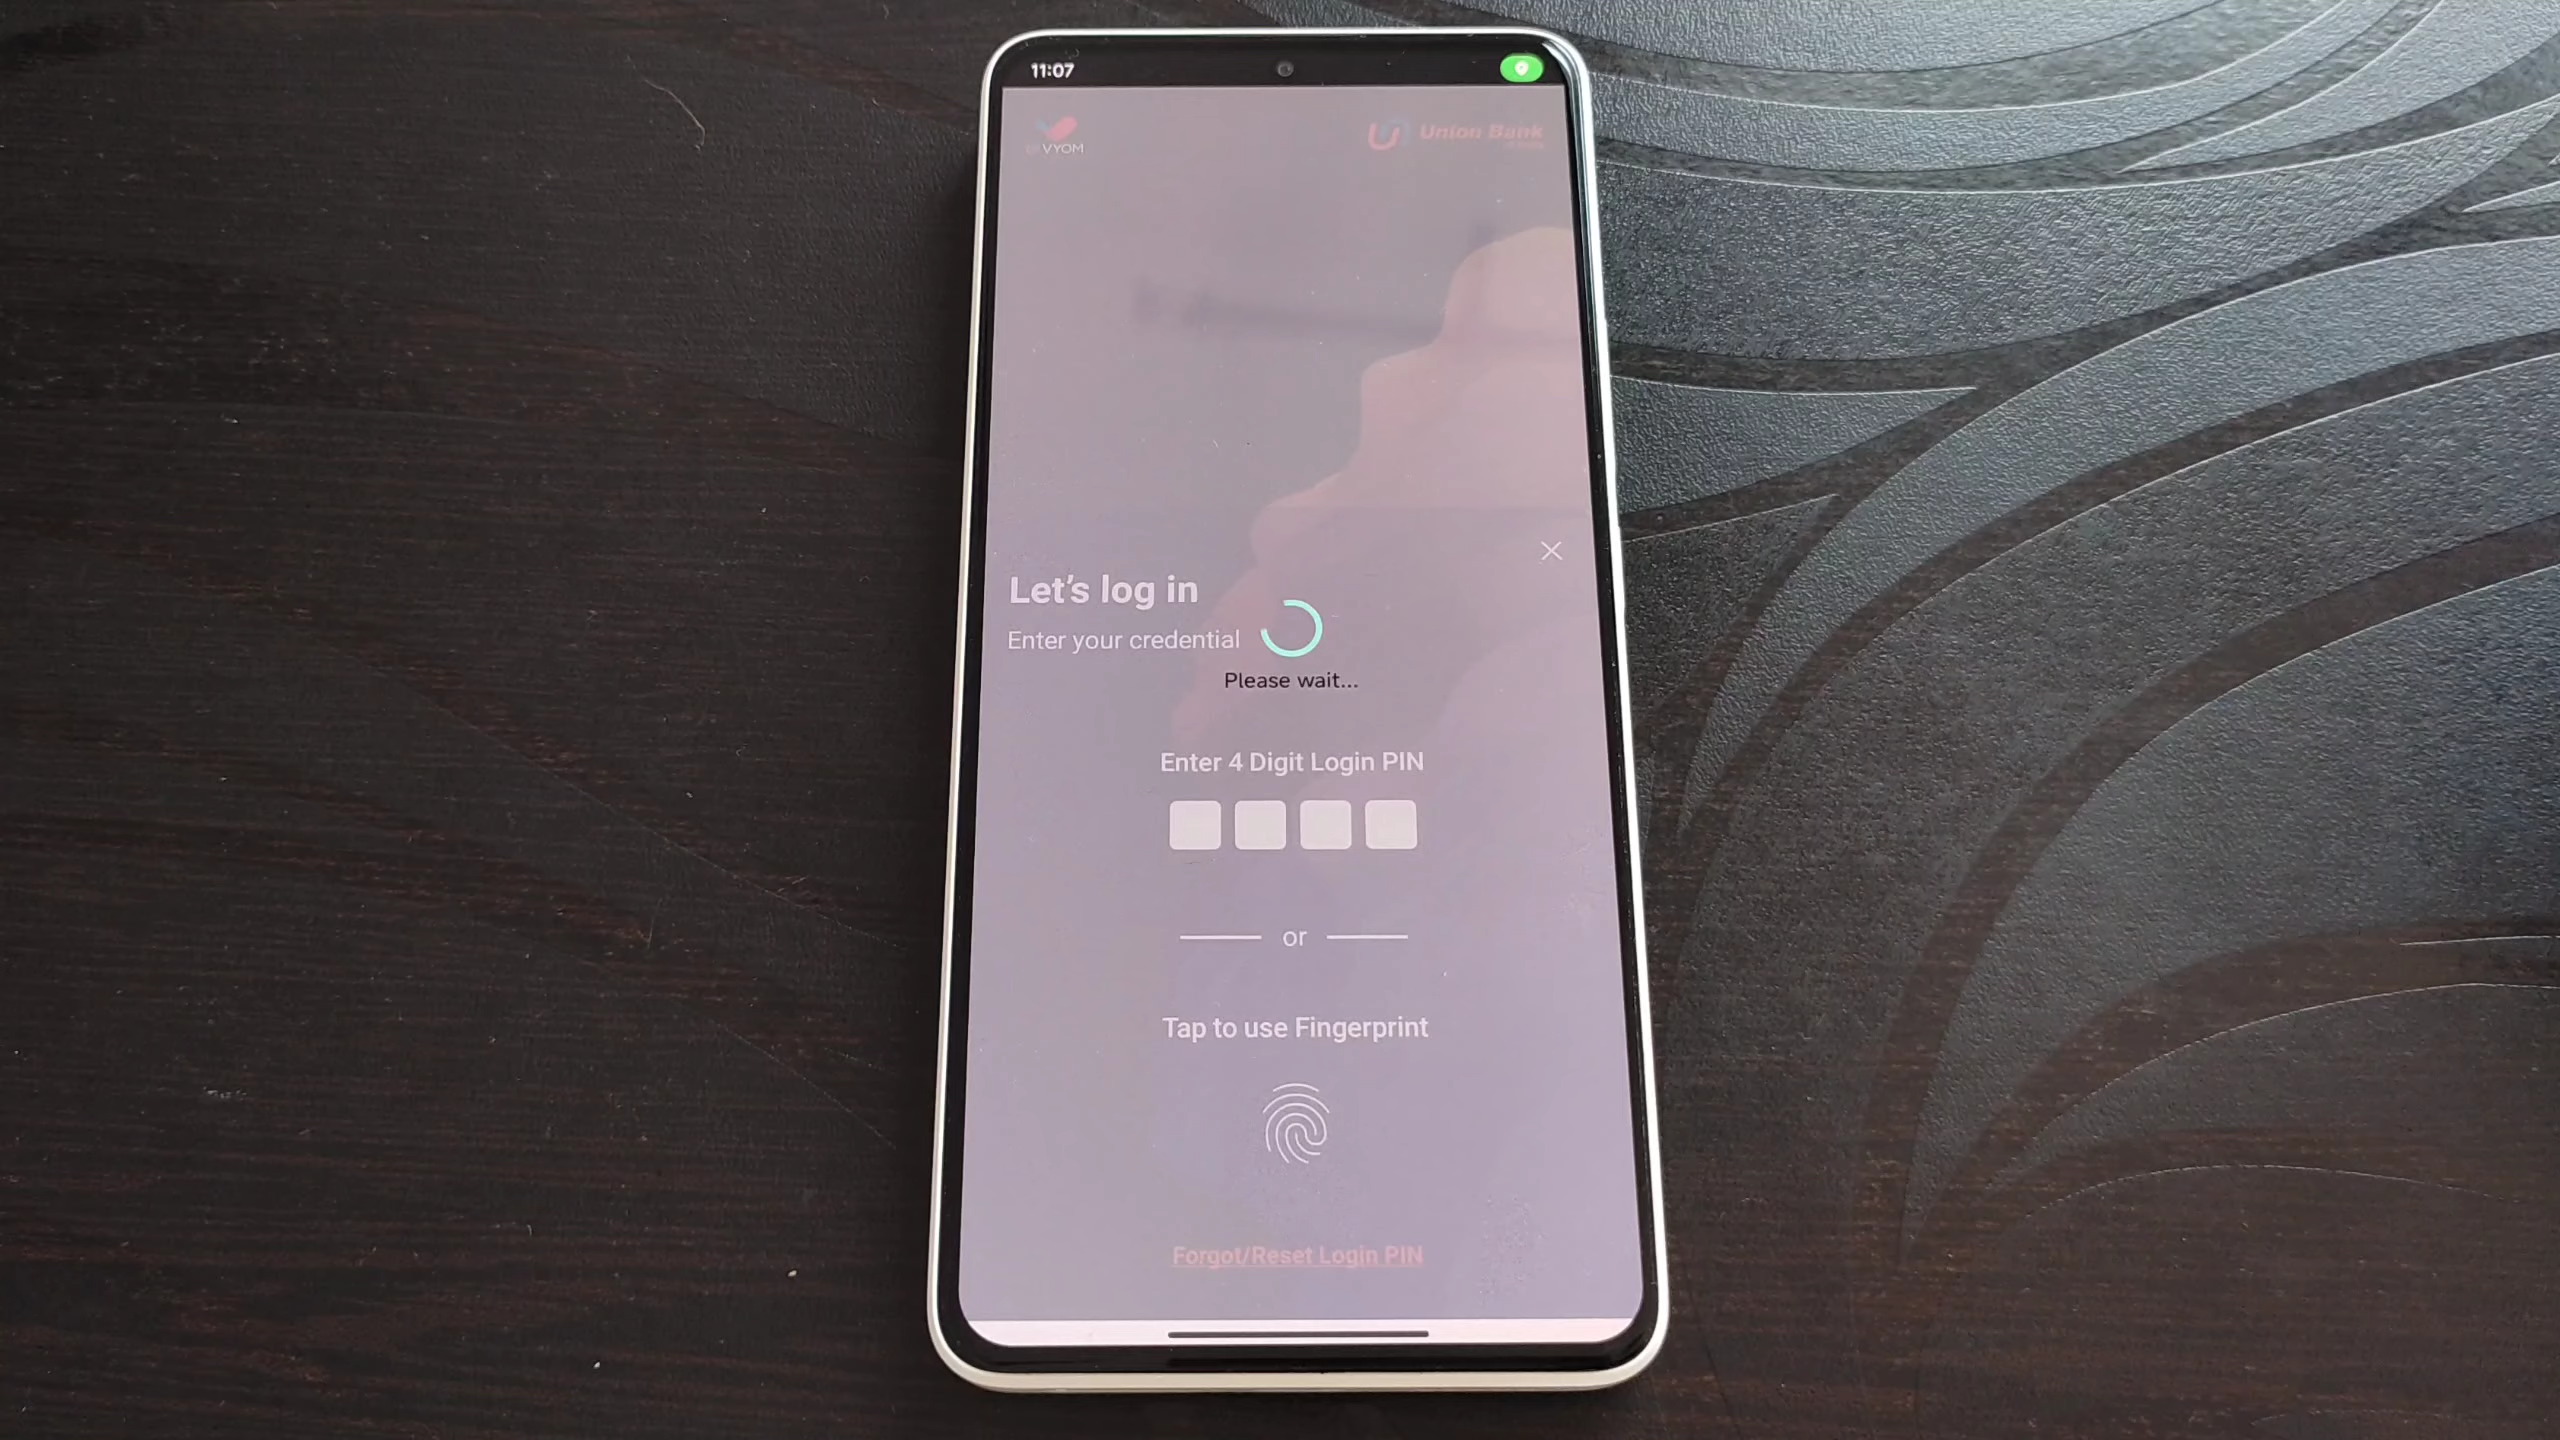 11:07
VYOM
Union Bank
Let's log in
Enter your credential
Please wait...
Enter 4 Digit Login PIN
or
Tap to use Fingerprint
Forgot/Reset Login PIN